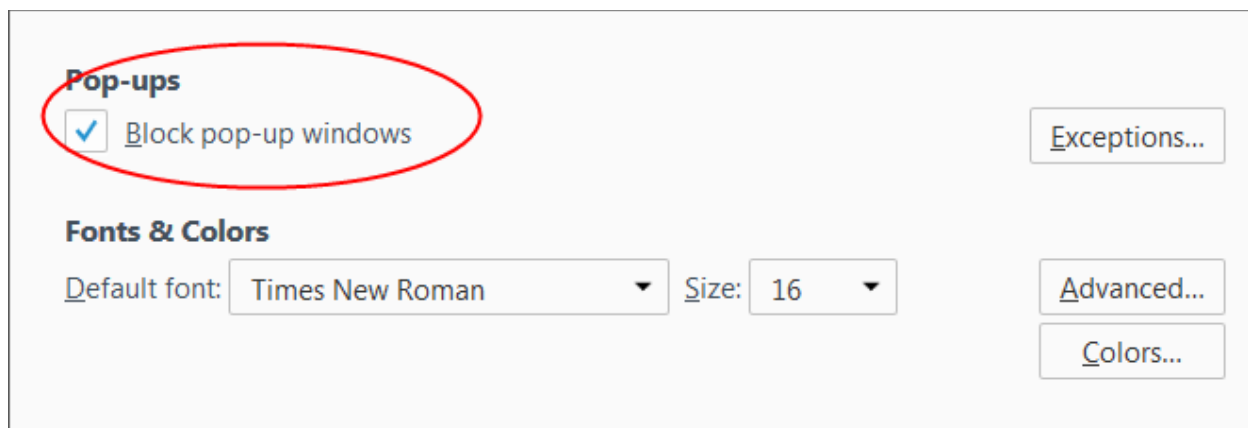 Pop-ups
Block pop-up windows
Exceptions...
Fonts & Colors
Default font: Times New Roman Size: 16 Advanced...
Colors...